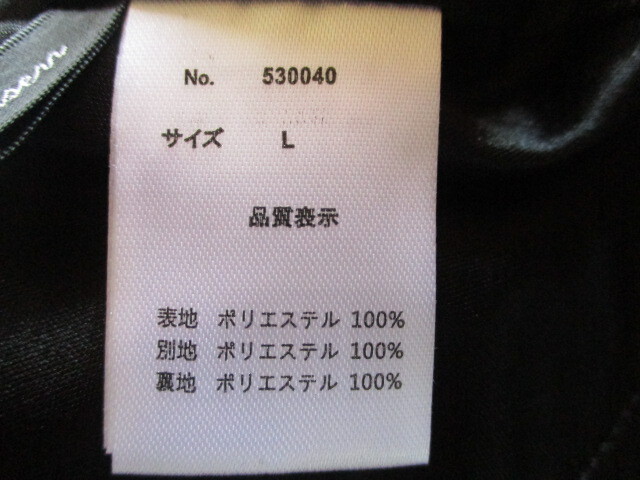 No. 530040
サイズ L
品質表示
表地 ポリエステル 100%
別地 ポリエステル 100%
裏地 ポリエステル 100%